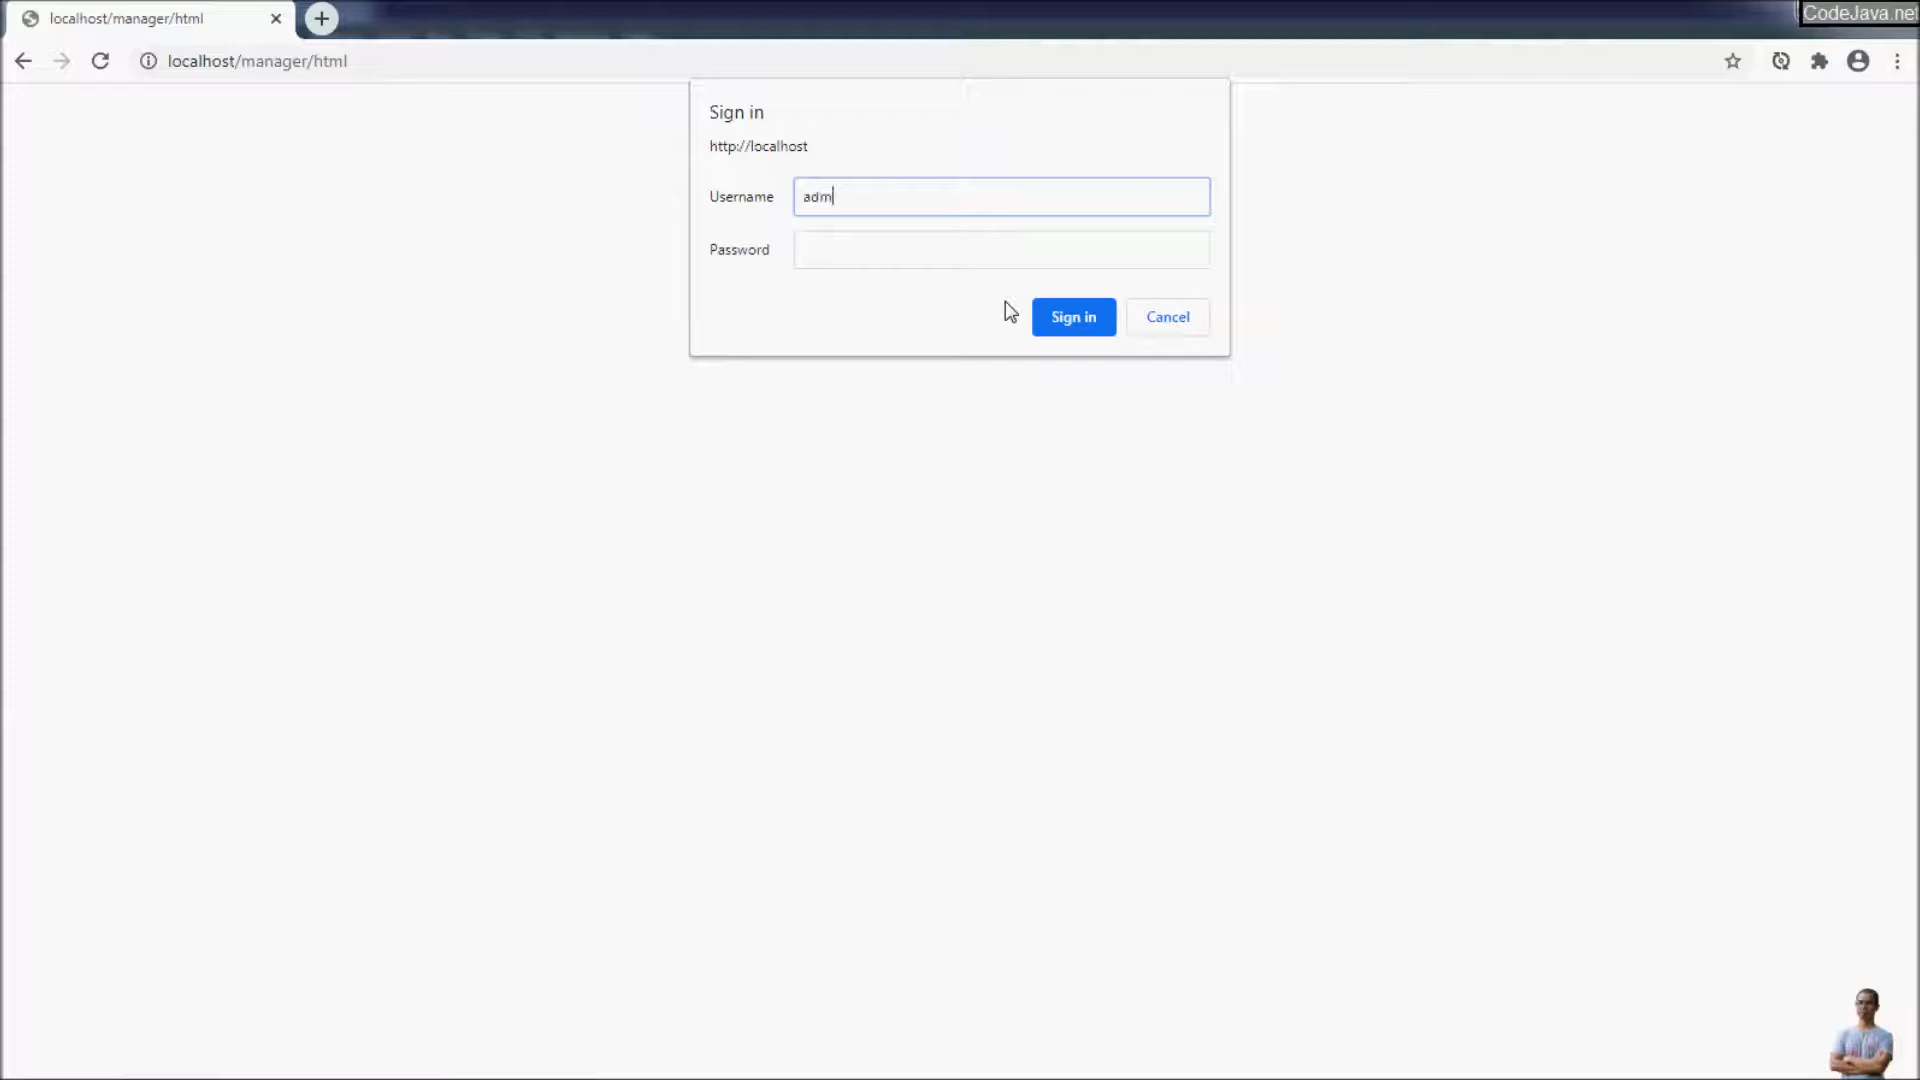 localhost/manager/html
CodeJava.net
localhost/manager/html
Sign in
http://localhost
Username
adm
Password
Sign in
Cancel